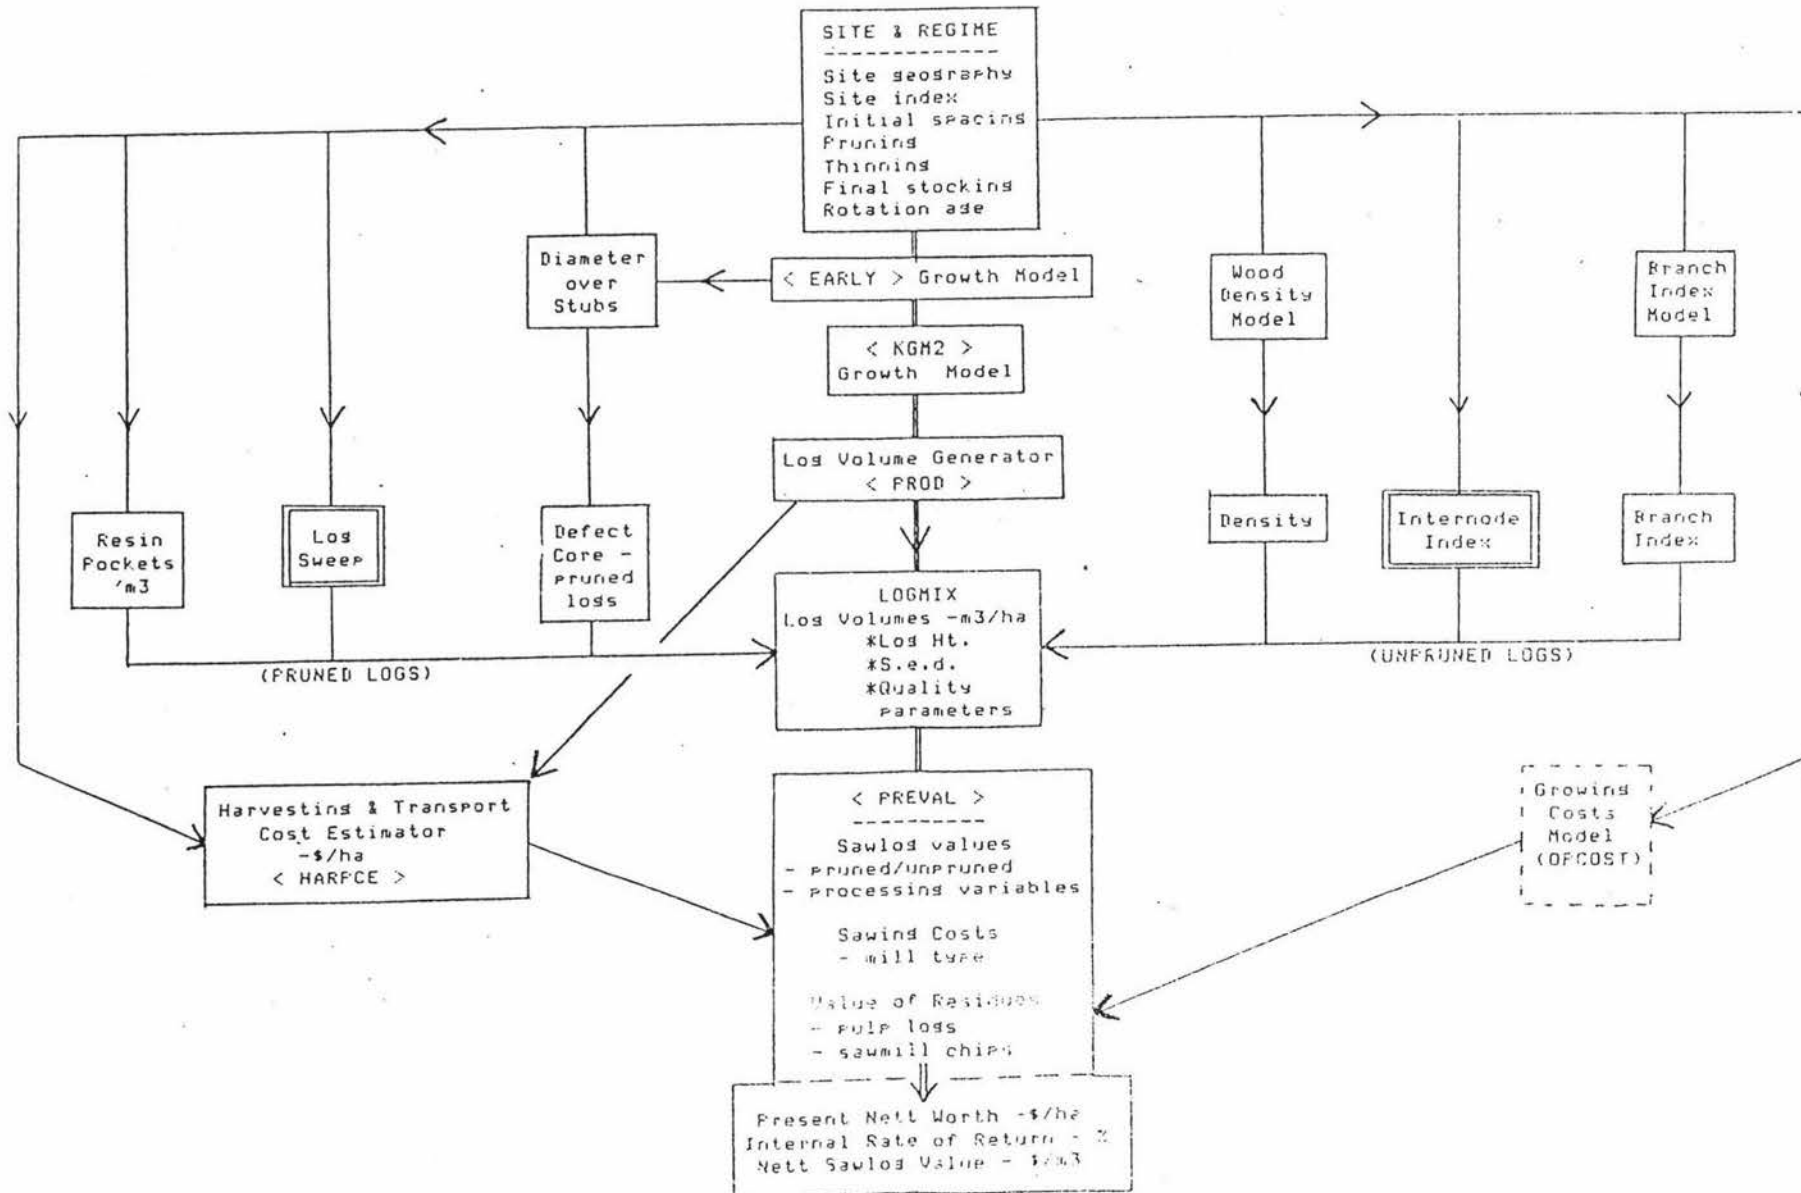 SITE & REGIME
Site geography
Site index
Initial spacing
Pruning
Thinning
Final stocking
Rotation age
Diameter
over
Stubs
< EARLY > Growth Model
Wood
Density
Model
Branch
Index
Model
< KGM2 >
Growth Model
Log Volume Generator
< PROD >
Resin
Pockets
/m3
Log
Sweep
Defect
Core -
pruned
logs
Density
Internode
Index
Branch
Index
LOGMIX
Log Volumes -m3/ha
*Log Ht.
*S.e.d.
*Quality
parameters
(PRUNED LOGS)
(UNPRUNED LOGS)
Harvesting & Transport
Cost Estimator
-$/ha
< HARPCE >
< PREVAL >
Sawlog values
- pruned/unpruned
- processing variables
Sawing Costs
- mill type
Value of Residues
- pulp logs
- sawmill chips
Growing
Costs
Model
(OPCOST)
Present Nett Worth -$/ha
Internal Rate of Return - %
Nett Sawlog Value - $/m3